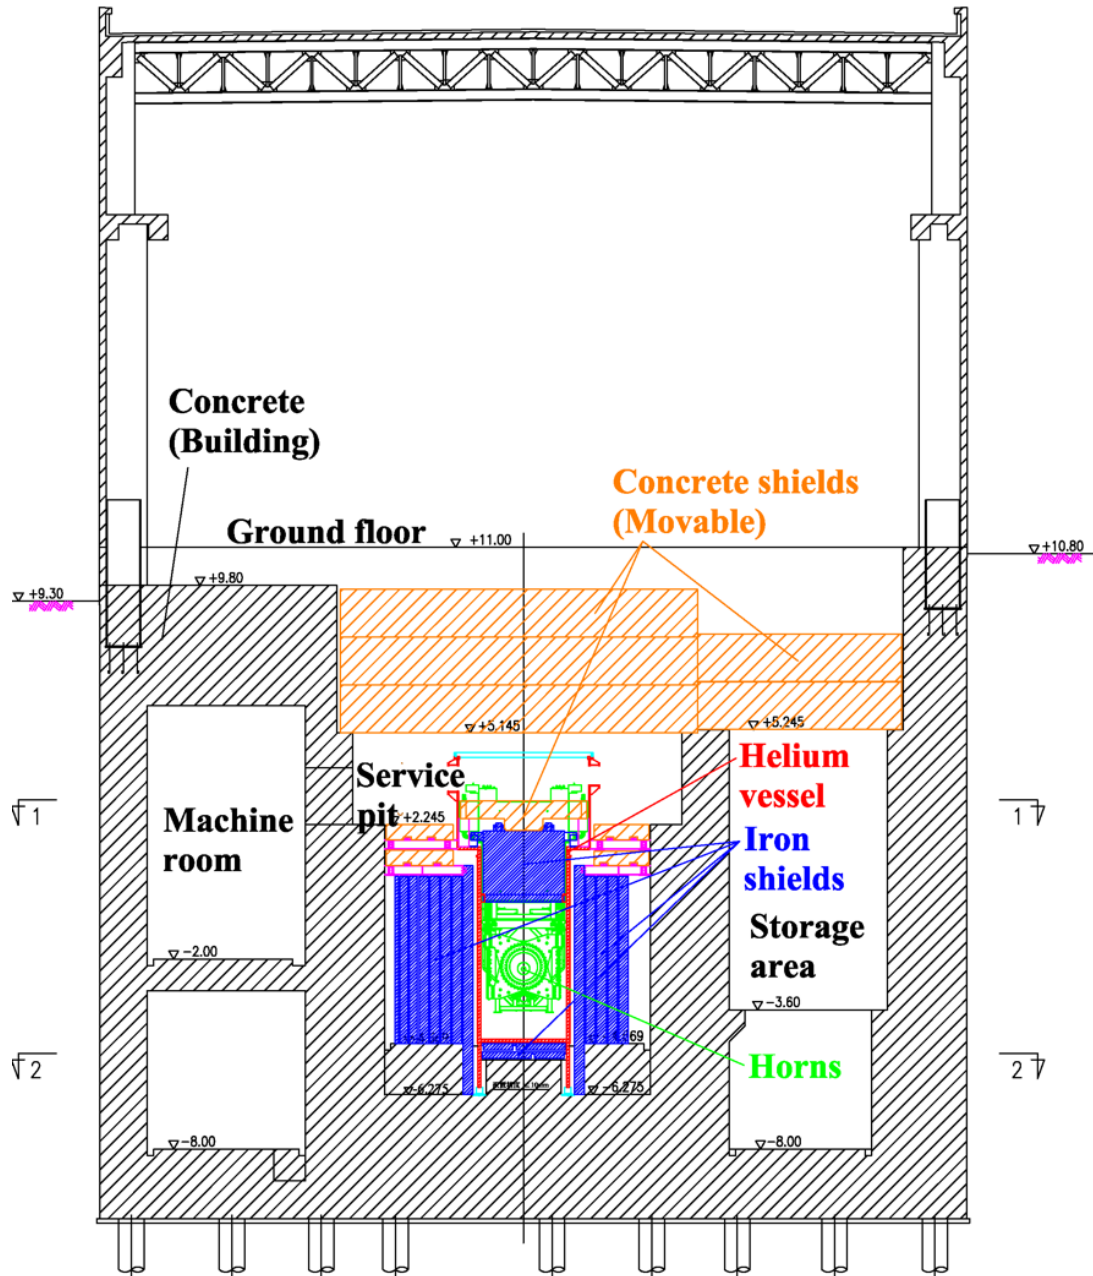 Concrete
(Building)
Concrete shields
(Movable)
Ground floor
+11.00
+10.80
+9.80
+9.30
+5.145
+5.245
Helium
vessel
Service
pit
+2.245
1
1
Machine
room
Iron
shields
Storage
area
-2.00
-3.60
2
2
Horns
-6.275
-6.275
-8.00
-8.00